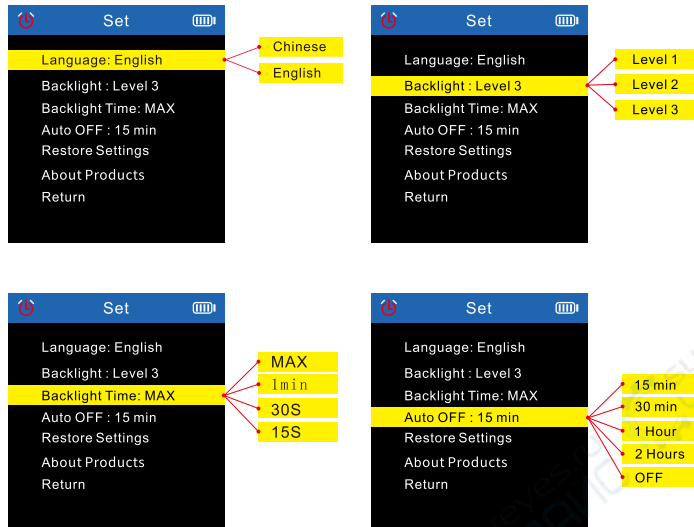 Set
Language: English
Backlight : Level 3
Backlight Time: MAX
Auto OFF : 15 min
Restore Settings
About Products
Return
Chinese
English
Set
Language: English
Backlight : Level 3
Backlight Time: MAX
Auto OFF : 15 min
Restore Settings
About Products
Return
Level 1
Level 2
Level 3
Set
Language: English
Backlight : Level 3
Backlight Time: MAX
Auto OFF : 15 min
Restore Settings
About Products
Return
MAX
1min
30S
15S
Set
Language: English
Backlight : Level 3
Backlight Time: MAX
Auto OFF : 15 min
Restore Settings
About Products
Return
15 min
30 min
1 Hour
2 Hours
OFF